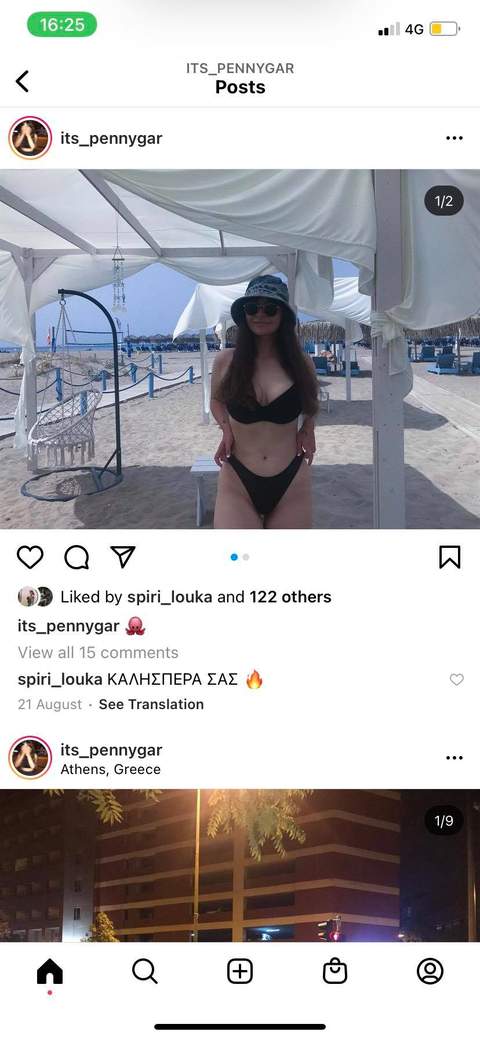 16:25
4G
ITS_PENNYGAR
Posts
its_pennygar
1/2
Liked by spiri_louka and 122 others
its_pennygar 🐙
View all 15 comments
spiri_louka ΚΑΛΗΣΠΕΡΑ ΣΑΣ 🔥
21 August · See Translation
its_pennygar
Athens, Greece
1/9